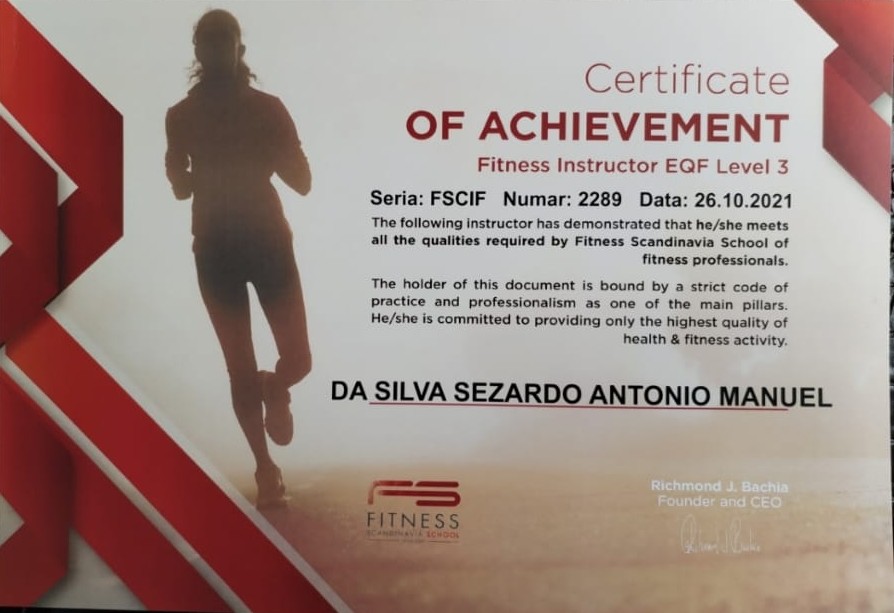 Certificate
OF ACHIEVEMENT
Fitness Instructor EQF Level 3
Seria: FSCIF Numar: 2289 Data: 26.10.2021
The following instructor has demonstrated that he/she meets
all the qualities required by Fitness Scandinavia School of
fitness professionals.
The holder of this document is bound by a strict code of
practice and professionalism as one of the main pillars.
He/she is committed to providing only the highest quality of
health & fitness activity.
DA SILVA SEZARDO ANTONIO MANUEL
FS
FITNESS
SCANDINAVIA SCHOOL
Richmond J. Bachia
Founder and CEO